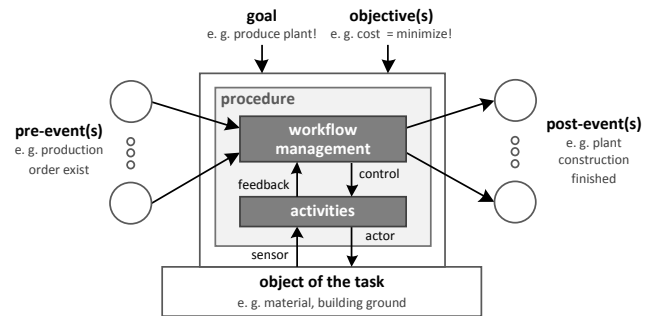 goal
e. g. produce plant!
objective(s)
e. g. cost = minimize!
procedure
pre-event(s)
e. g. production
order exist
workflow
management
post-event(s)
e. g. plant
construction
finished
feedback
control
activities
sensor
actor
object of the task
e. g. material, building ground